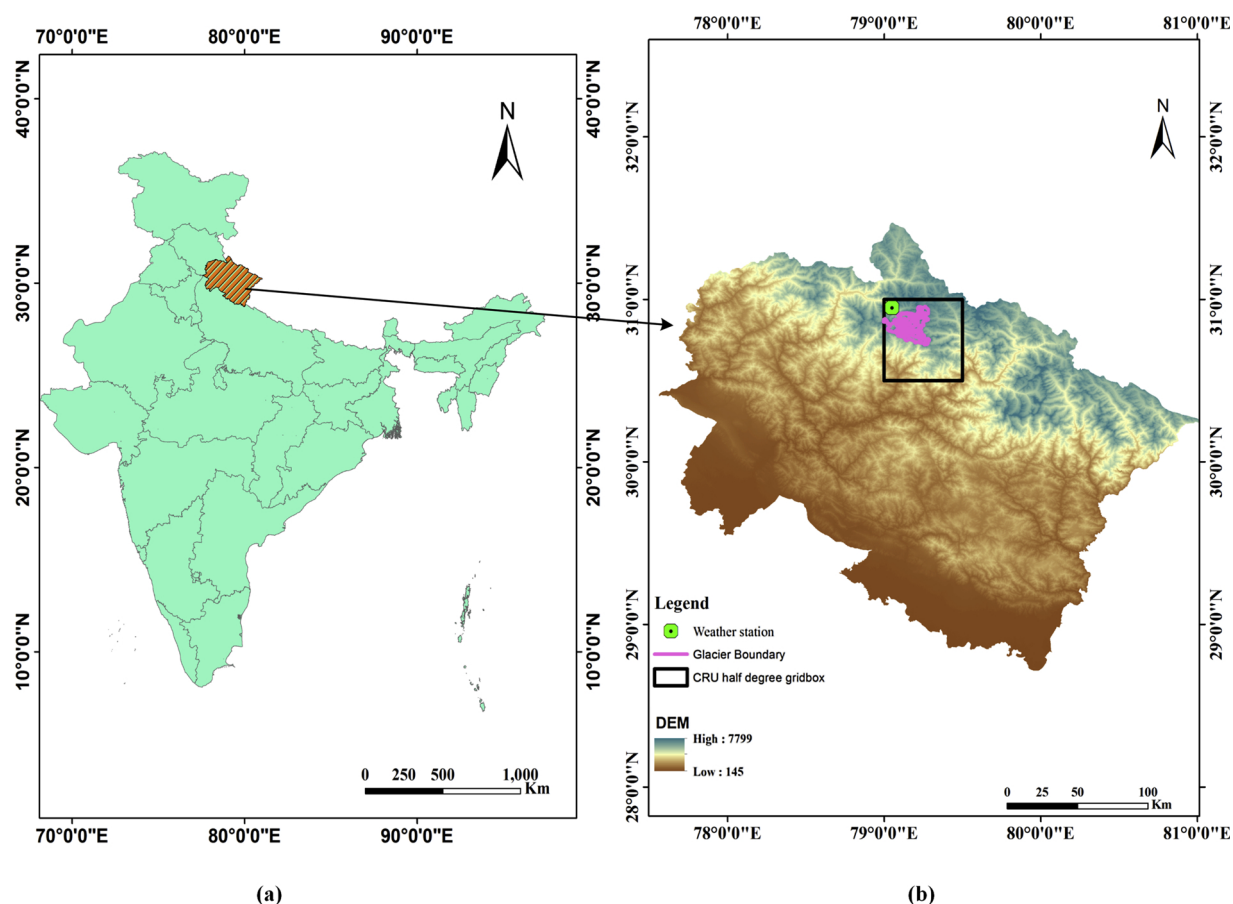 70°0'0"E 80°0'0"E 90°0'0"E
40°0'0"N
30°0'0"N
20°0'0"N
10°0'0"N
40°0'0"N
30°0'0"N
20°0'0"N
10°0'0"N
N
0 250 500 1,000
Km
70°0'0"E 80°0'0"E 90°0'0"E
(a)
78°0'0"E 79°0'0"E 80°0'0"E 81°0'0"E
32°0'0"N
31°0'0"N
30°0'0"N
29°0'0"N
28°0'0"N
32°0'0"N
31°0'0"N
30°0'0"N
29°0'0"N
28°0'0"N
N
Legend
Weather station
Glacier Boundary
CRU half degree gridbox
DEM
High : 7799
Low : 145
0 25 50 100
Km
78°0'0"E 79°0'0"E 80°0'0"E 81°0'0"E
(b)